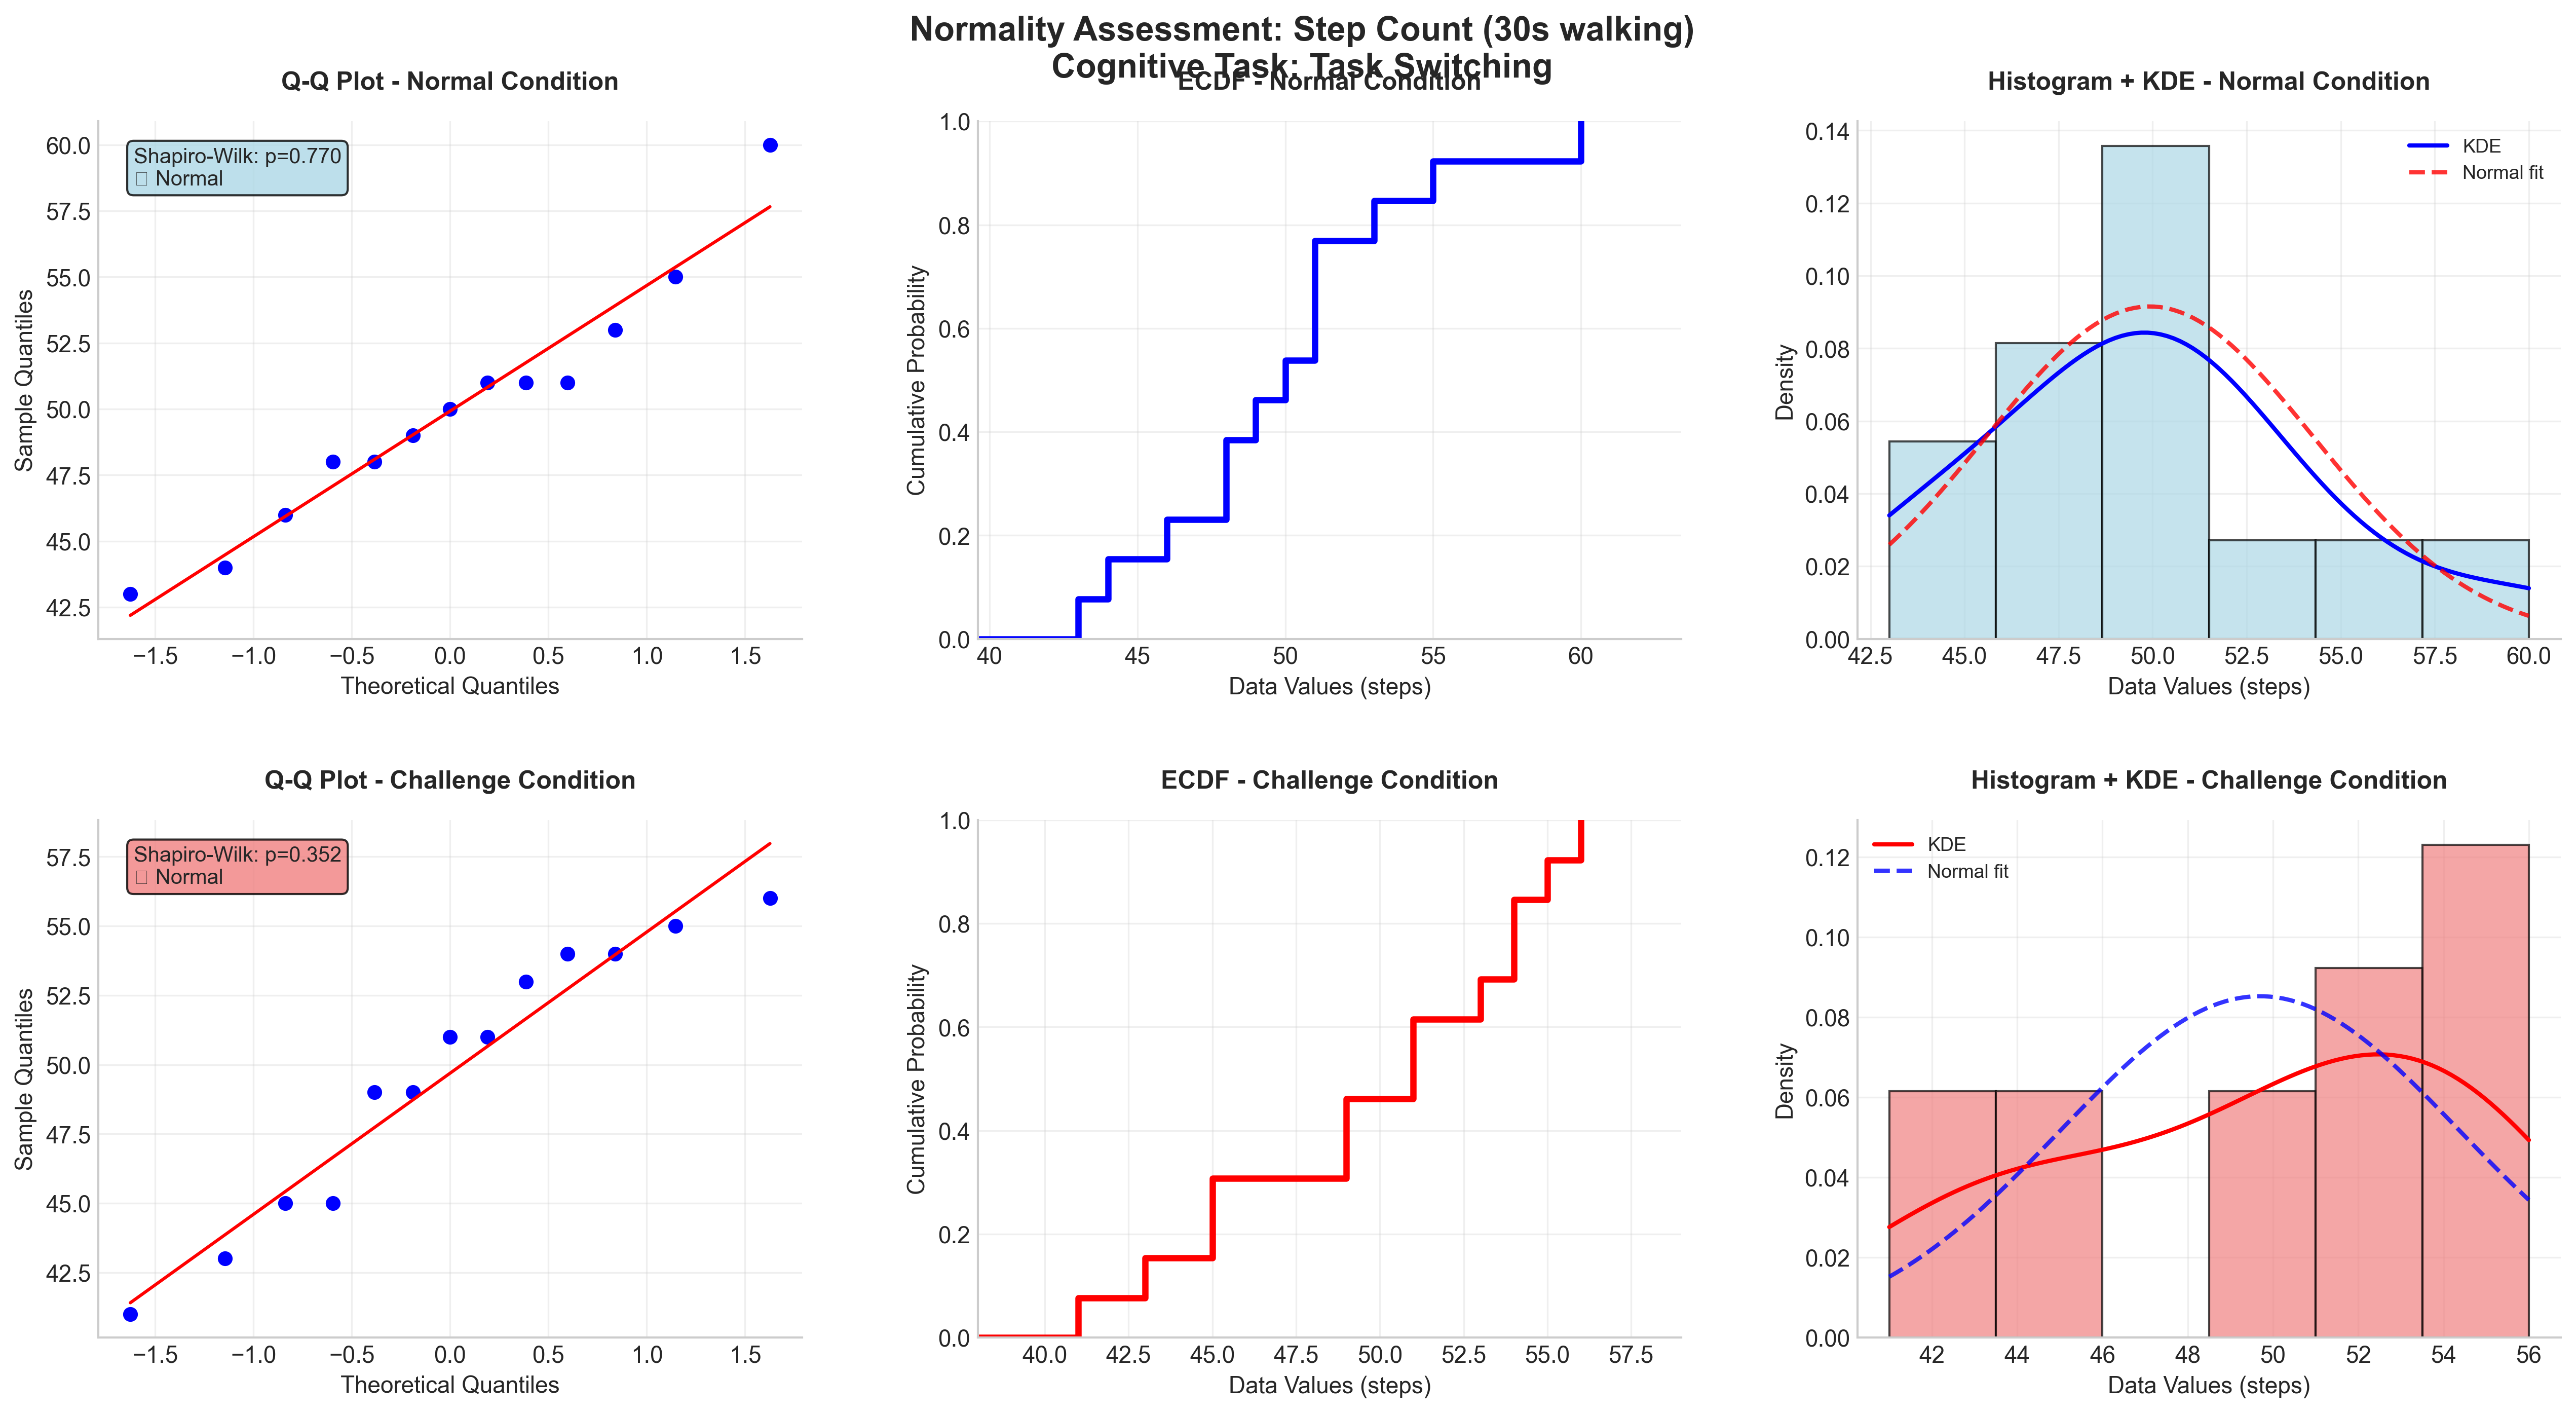 Normality Assessment: Step Count (30s walking)
Cognitive Task: Task Switching
Q-Q Plot - Normal Condition
Shapiro-Wilk: p=0.770
▯ Normal
60.0
57.5
55.0
52.5
50.0
47.5
45.0
42.5
Sample Quantiles
−1.5 −1.0 −0.5 0.0 0.5 1.0 1.5
Theoretical Quantiles
ECDF - Normal Condition
1.0
0.8
0.6
0.4
0.2
0.0
Cumulative Probability
40 45 50 55 60
Data Values (steps)
Histogram + KDE - Normal Condition
KDE
Normal fit
0.14
0.12
0.10
0.08
0.06
0.04
0.02
0.00
Density
42.5 45.0 47.5 50.0 52.5 55.0 57.5 60.0
Data Values (steps)
Q-Q Plot - Challenge Condition
Shapiro-Wilk: p=0.352
▯ Normal
57.5
55.0
52.5
50.0
47.5
45.0
42.5
Sample Quantiles
−1.5 −1.0 −0.5 0.0 0.5 1.0 1.5
Theoretical Quantiles
ECDF - Challenge Condition
1.0
0.8
0.6
0.4
0.2
0.0
Cumulative Probability
40.0 42.5 45.0 47.5 50.0 52.5 55.0 57.5
Data Values (steps)
Histogram + KDE - Challenge Condition
KDE
Normal fit
0.12
0.10
0.08
0.06
0.04
0.02
0.00
Density
42 44 46 48 50 52 54 56
Data Values (steps)